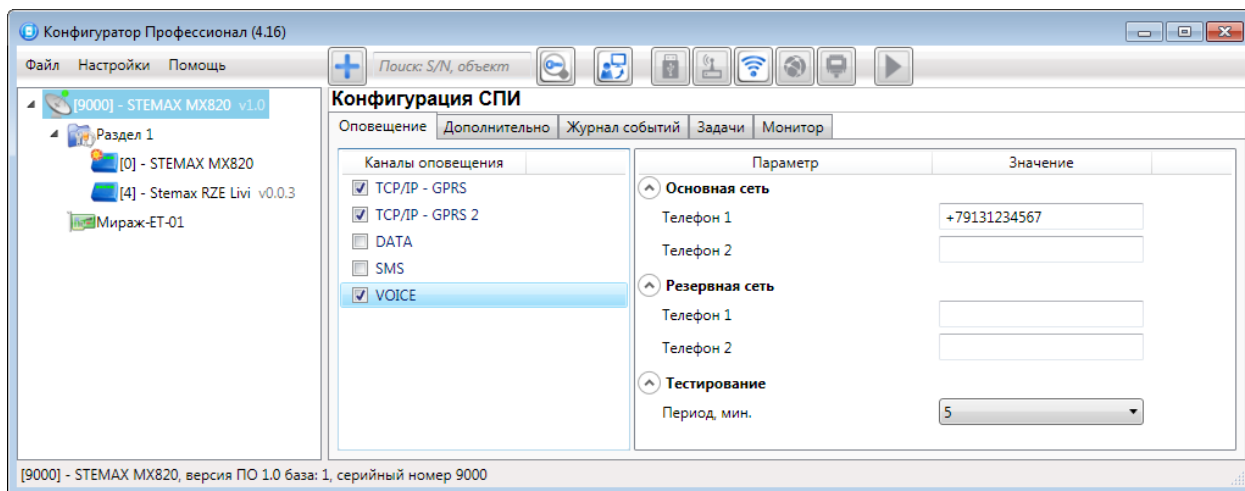 Конфигуратор Профессионал (4.16)
Файл Настройки Помощь
Поиск: S/N, объект
[9000] - STEMAX MX820 v1.0
Раздел 1
[0] - STEMAX MX820
[4] - Stemax RZE Livi v0.0.3
Мираж-ET-01
Конфигурация СПИ
Оповещение Дополнительно Журнал событий Задачи Монитор
Каналы оповещения
TCP/IP - GPRS
TCP/IP - GPRS 2
DATA
SMS
VOICE
Параметр Значение
Основная сеть
Телефон 1 +79131234567
Телефон 2
Резервная сеть
Телефон 1
Телефон 2
Тестирование
Период, мин. 5
[9000] - STEMAX MX820, версия ПО 1.0 база: 1, серийный номер 9000